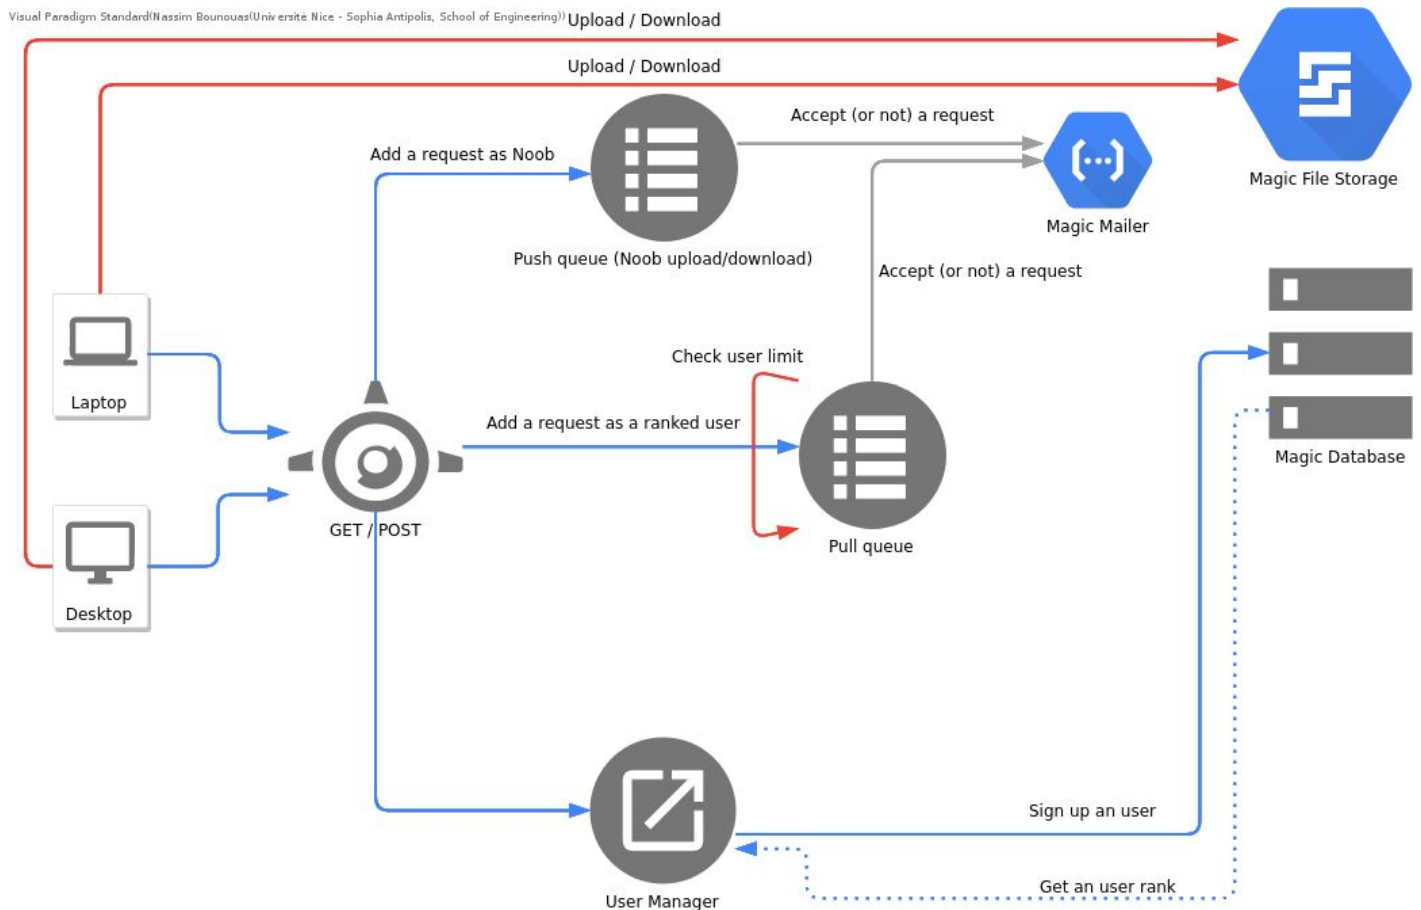 Visual Paradigm Standard(Nassim Bounouas(Université Nice - Sophia Antipolis, School of Engineering))
Upload / Download
Upload / Download
Accept (or not) a request
Add a request as Noob
Magic File Storage
Magic Mailer
Push queue (Noob upload/download)
Accept (or not) a request
Check user limit
Laptop
Add a request as a ranked user
Magic Database
GET / POST
Pull queue
Desktop
Sign up an user
Get an user rank
User Manager